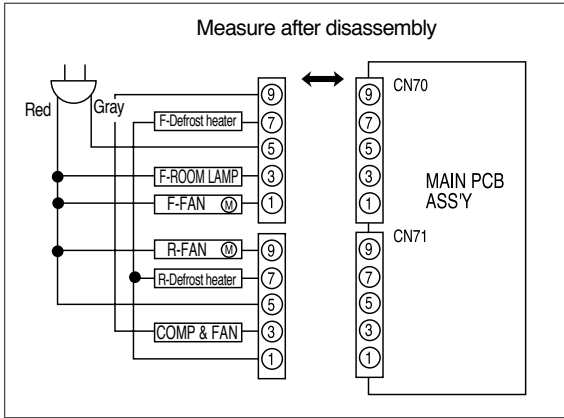 Measure after disassembly
Red
Gray
F-Defrost heater
F-ROOM LAMP
F-FAN M
R-FAN M
R-Defrost heater
COMP & FAN
9
7
5
3
1
9
7
5
3
1
CN70
9
7
5
3
1
CN71
9
7
5
3
1
MAIN PCB
ASS'Y